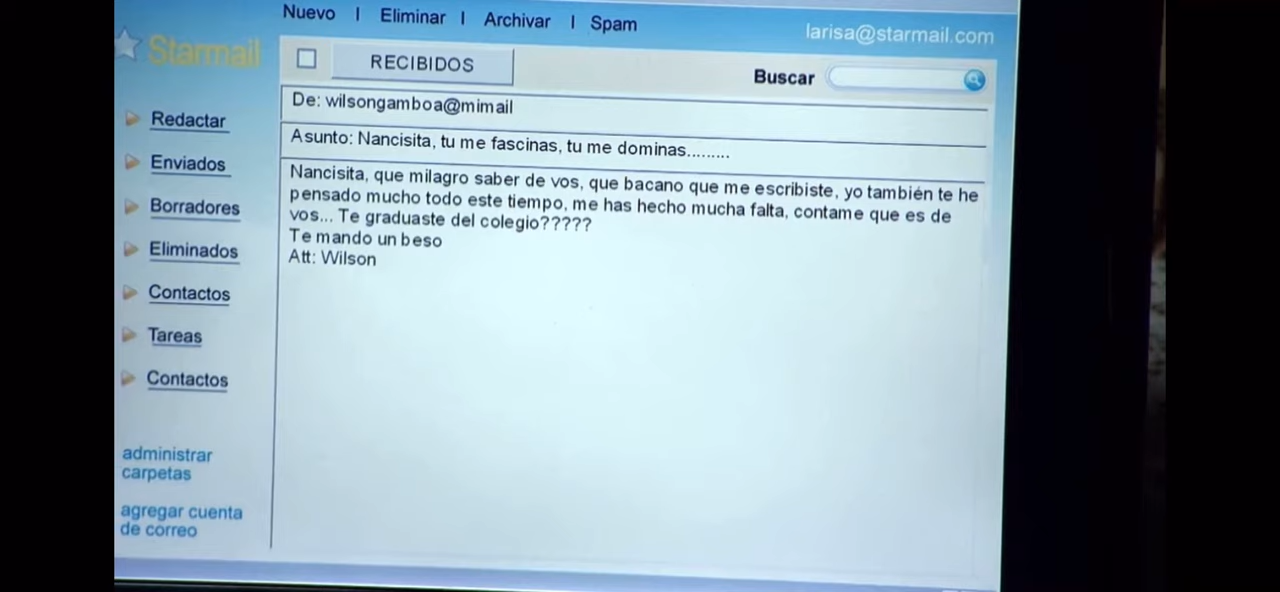 Nuevo | Eliminar | Archivar | Spam
larisa@starmail.com
Starmail
RECIBIDOS
Buscar
De: wilsongamboa@mimail
Asunto: Nancisita, tu me fascinas, tu me dominas.........
Nancisita, que milagro saber de vos, que bacano que me escribiste, yo también te he
pensado mucho todo este tiempo, me has hecho mucha falta, contame que es de
vos... Te graduaste del colegio?????
Te mando un beso
Att: Wilson
Redactar
Enviados
Borradores
Eliminados
Contactos
Tareas
Contactos
administrar
carpetas
agregar cuenta
de correo